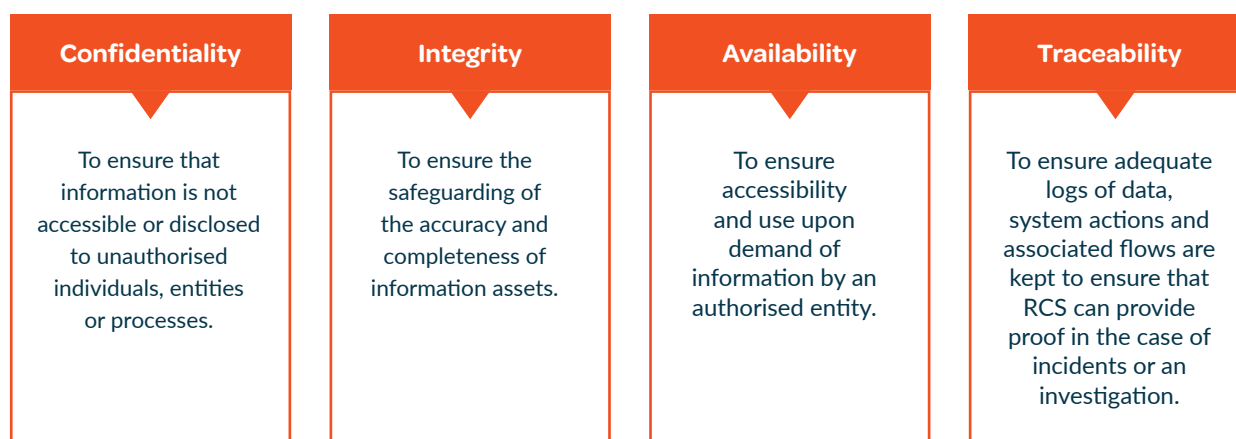 Confidentiality
To ensure that
information is not
accessible or disclosed
to unauthorised
individuals, entities
or processes.
Integrity
To ensure the
safeguarding of
the accuracy and
completeness of
information assets.
Availability
To ensure
accessibility
and use upon
demand of
information by an
authorised entity.
Traceability
To ensure adequate
logs of data,
system actions and
associated flows are
kept to ensure that
RCS can provide
proof in the case of
incidents or an
investigation.